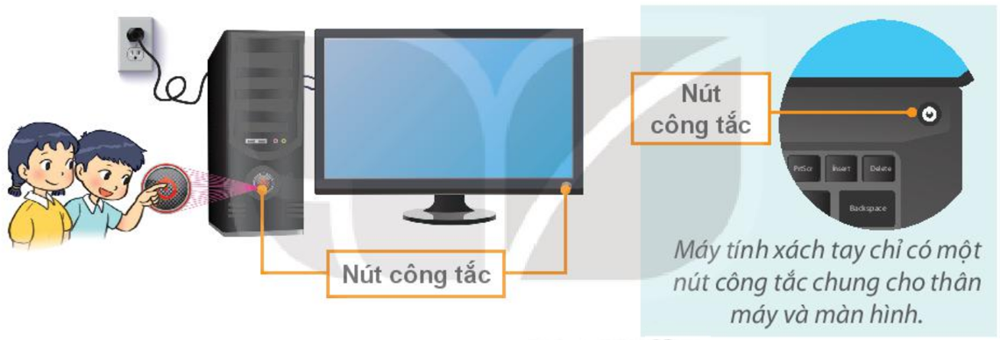 Nút công tắc
Nút
công tắc
PrtScr
Insert
Delete
Backspace
Máy tính xách tay chỉ có một
nút công tắc chung cho thân
máy và màn hình.